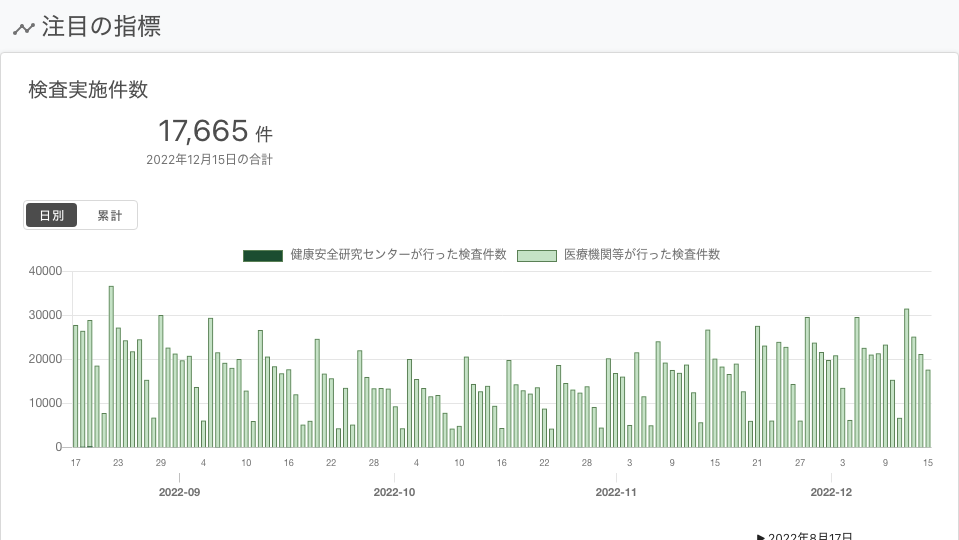 注目の指標
検査実施件数
17,665 件
2022年12月15日の合計
日別 累計
健康安全研究センターが行った検査件数 医療機関等が行った検査件数
40000
30000
20000
10000
0
17 23 29 4 10 16 22 28 4 10 16 22 28 3 9 15 21 27 3 9 15
2022-09 2022-10 2022-11 2022-12
▶ 2022年8月17日